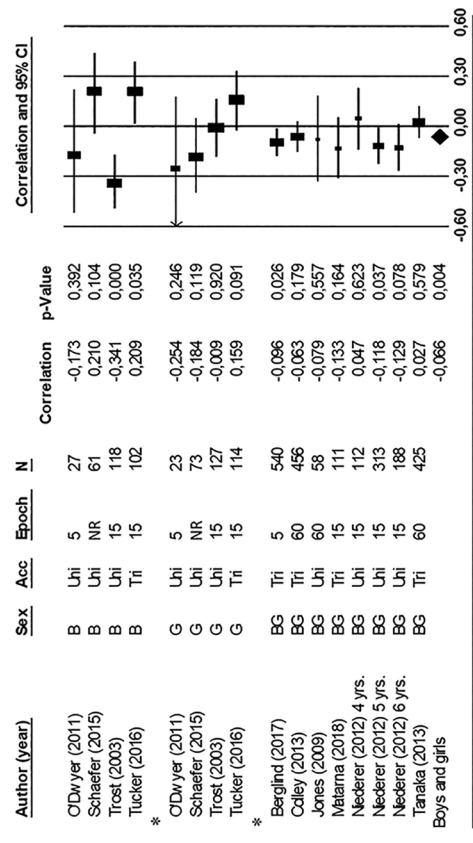 Author (year) Sex Acc Epoch N Correlation p-Value Correlation and 95% CI
O'Dwyer (2011) B Uni 5 27 -0,173 0,392
Schaefer (2015) B Uni NR 61 0,210 0,104
Trost (2003) B Uni 15 118 -0,341 0,000
Tucker (2016) B Tri 15 102 0,209 0,035
*
O'Dwyer (2011) G Uni 5 23 -0,254 0,246
Schaefer (2015) G Uni NR 73 -0,184 0,119
Trost (2003) G Uni 15 127 -0,009 0,920
Tucker (2016) G Tri 15 114 0,159 0,091
*
Berglind (2017) BG Tri 5 540 -0,096 0,026
Colley (2013) BG Tri 60 456 -0,063 0,179
Jones (2009) BG Uni 60 58 -0,079 0,557
Matarma (2018) BG Tri 15 111 -0,133 0,164
Niederer (2012) 4 yrs. BG Uni 15 112 0,047 0,623
Niederer (2012) 5 yrs. BG Uni 15 313 -0,118 0,037
Niederer (2012) 6 yrs. BG Uni 15 188 -0,129 0,078
Tanaka (2013) BG Tri 60 425 0,027 0,579
Boys and girls -0,066 0,004
-0,60 -0,30 0,00 0,30 0,60